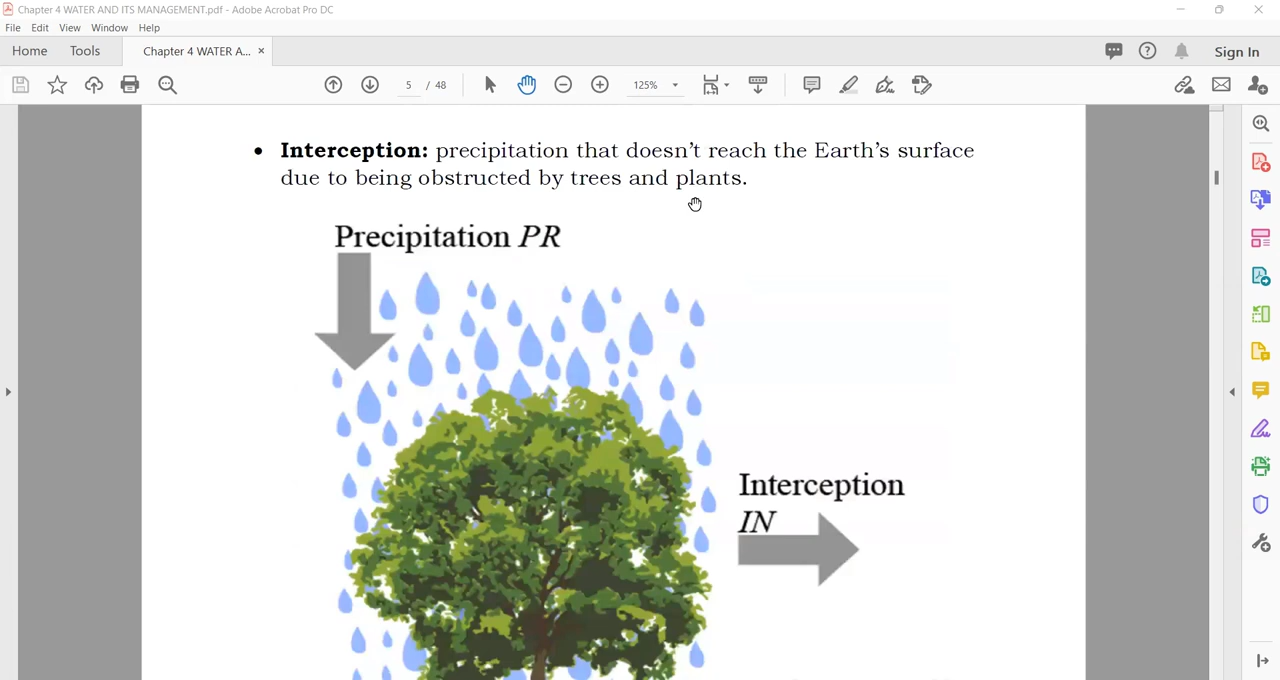 Chapter 4 WATER AND ITS MANAGEMENT.pdf - Adobe Acrobat Pro DC
File Edit View Window Help
Home Tools Chapter 4 WATER A... × Sign In
5 / 48 125%
• Interception: precipitation that doesn’t reach the Earth’s surface
due to being obstructed by trees and plants.
Precipitation PR
Interception
IN